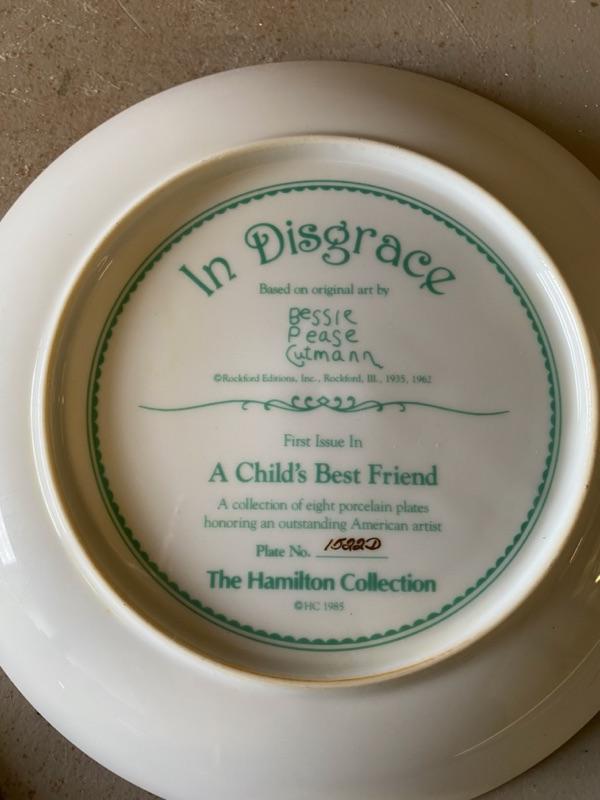 In Disgrace
Based on original art by
Bessie
Pease
Gutmann
©Rockford Editions, Inc., Rockford, Ill., 1935, 1962
First Issue In
A Child's Best Friend
A collection of eight porcelain plates
honoring an outstanding American artist
Plate No. 1522D
The Hamilton Collection
©HC 1985